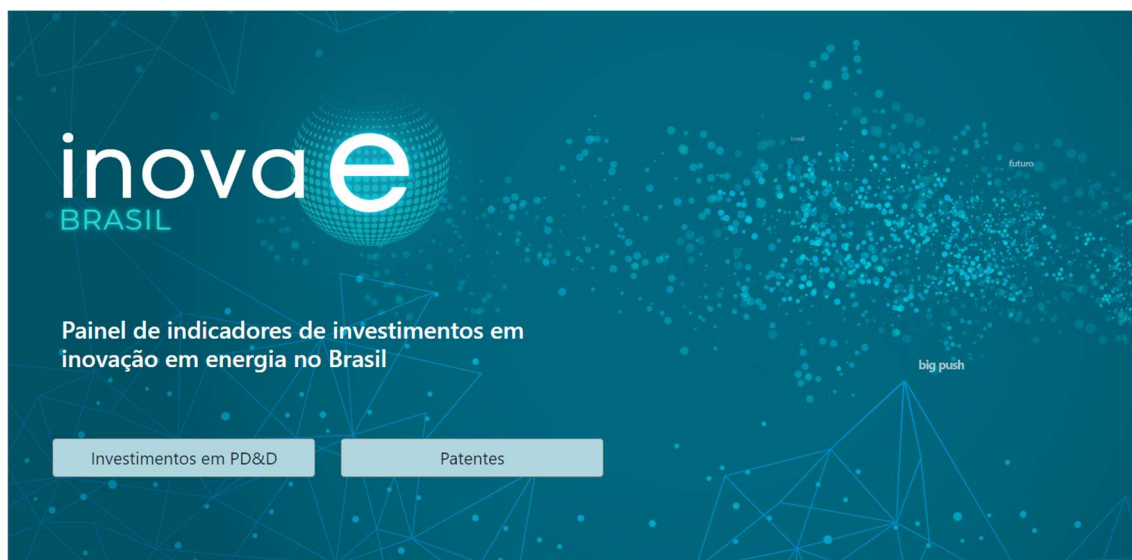 inova e
BRASIL
brasil
futuro
Painel de indicadores de investimentos em
inovação em energia no Brasil
big push
Investimentos em PD&D
Patentes